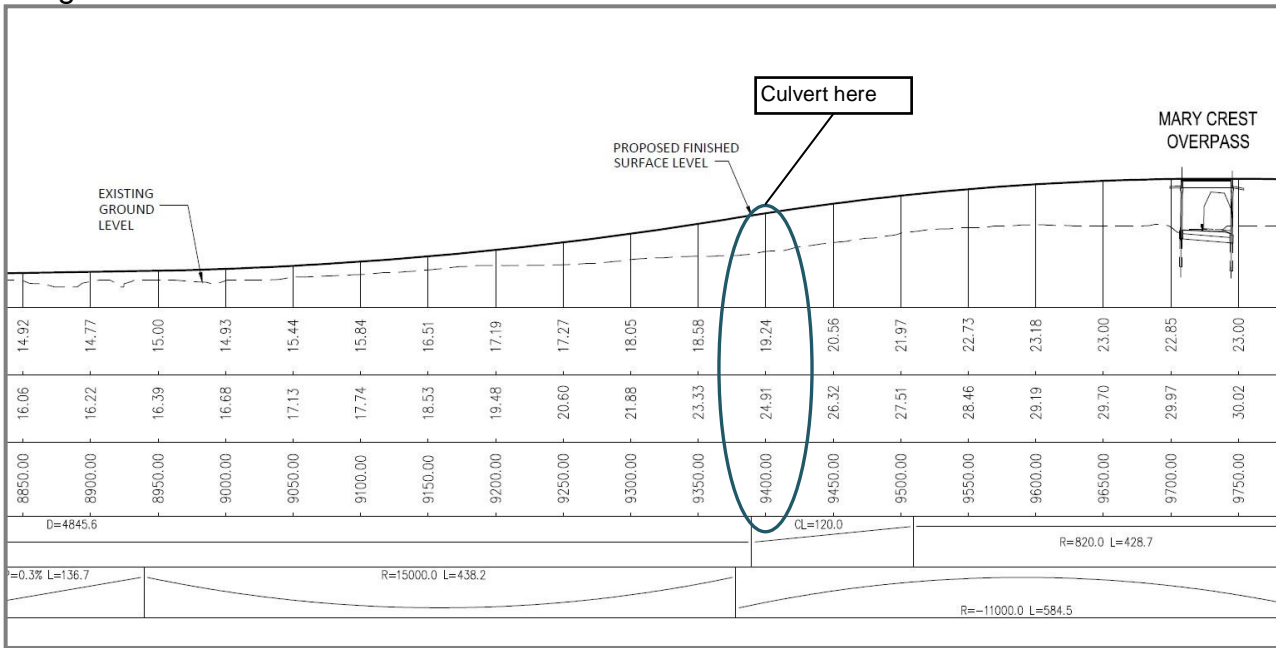 Culvert here
MARY CREST
OVERPASS
PROPOSED FINISHED
SURFACE LEVEL
EXISTING
GROUND
LEVEL
14.92 14.77 15.00 14.93 15.44 15.84 16.51 17.19 17.27 18.05 18.58 19.24 20.56 21.97 22.73 23.18 23.00 22.85 23.00
16.06 16.22 16.39 16.68 17.13 17.74 18.53 19.48 20.60 21.88 23.33 24.91 26.32 27.51 28.46 29.19 29.70 29.97 30.02
8850.00 8900.00 8950.00 9000.00 9050.00 9100.00 9150.00 9200.00 9250.00 9300.00 9350.00 9400.00 9450.00 9500.00 9550.00 9600.00 9650.00 9700.00 9750.00
D=4845.6 CL=120.0
R=820.0 L=428.7
=0.3% L=136.7 R=15000.0 L=438.2
R=-11000.0 L=584.5